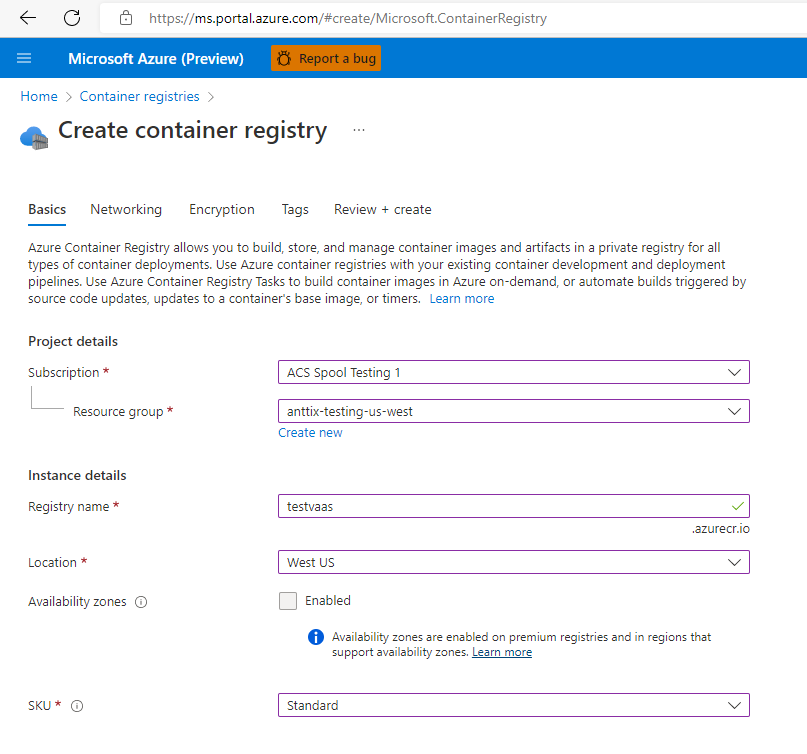 https://ms.portal.azure.com/#create/Microsoft.ContainerRegistry
Microsoft Azure (Preview)
Report a bug
Home > Container registries >
Create container registry ...
Basics Networking Encryption Tags Review + create
Azure Container Registry allows you to build, store, and manage container images and artifacts in a private registry for all
types of container deployments. Use Azure container registries with your existing container development and deployment
pipelines. Use Azure Container Registry Tasks to build container images in Azure on-demand, or automate builds triggered by
source code updates, updates to a container's base image, or timers. Learn more
Project details
Subscription * ACS Spool Testing 1
Resource group * anttix-testing-us-west
Create new
Instance details
Registry name * testvaas
.azurecr.io
Location * West US
Availability zones Enabled
Availability zones are enabled on premium registries and in regions that
support availability zones. Learn more
SKU * Standard